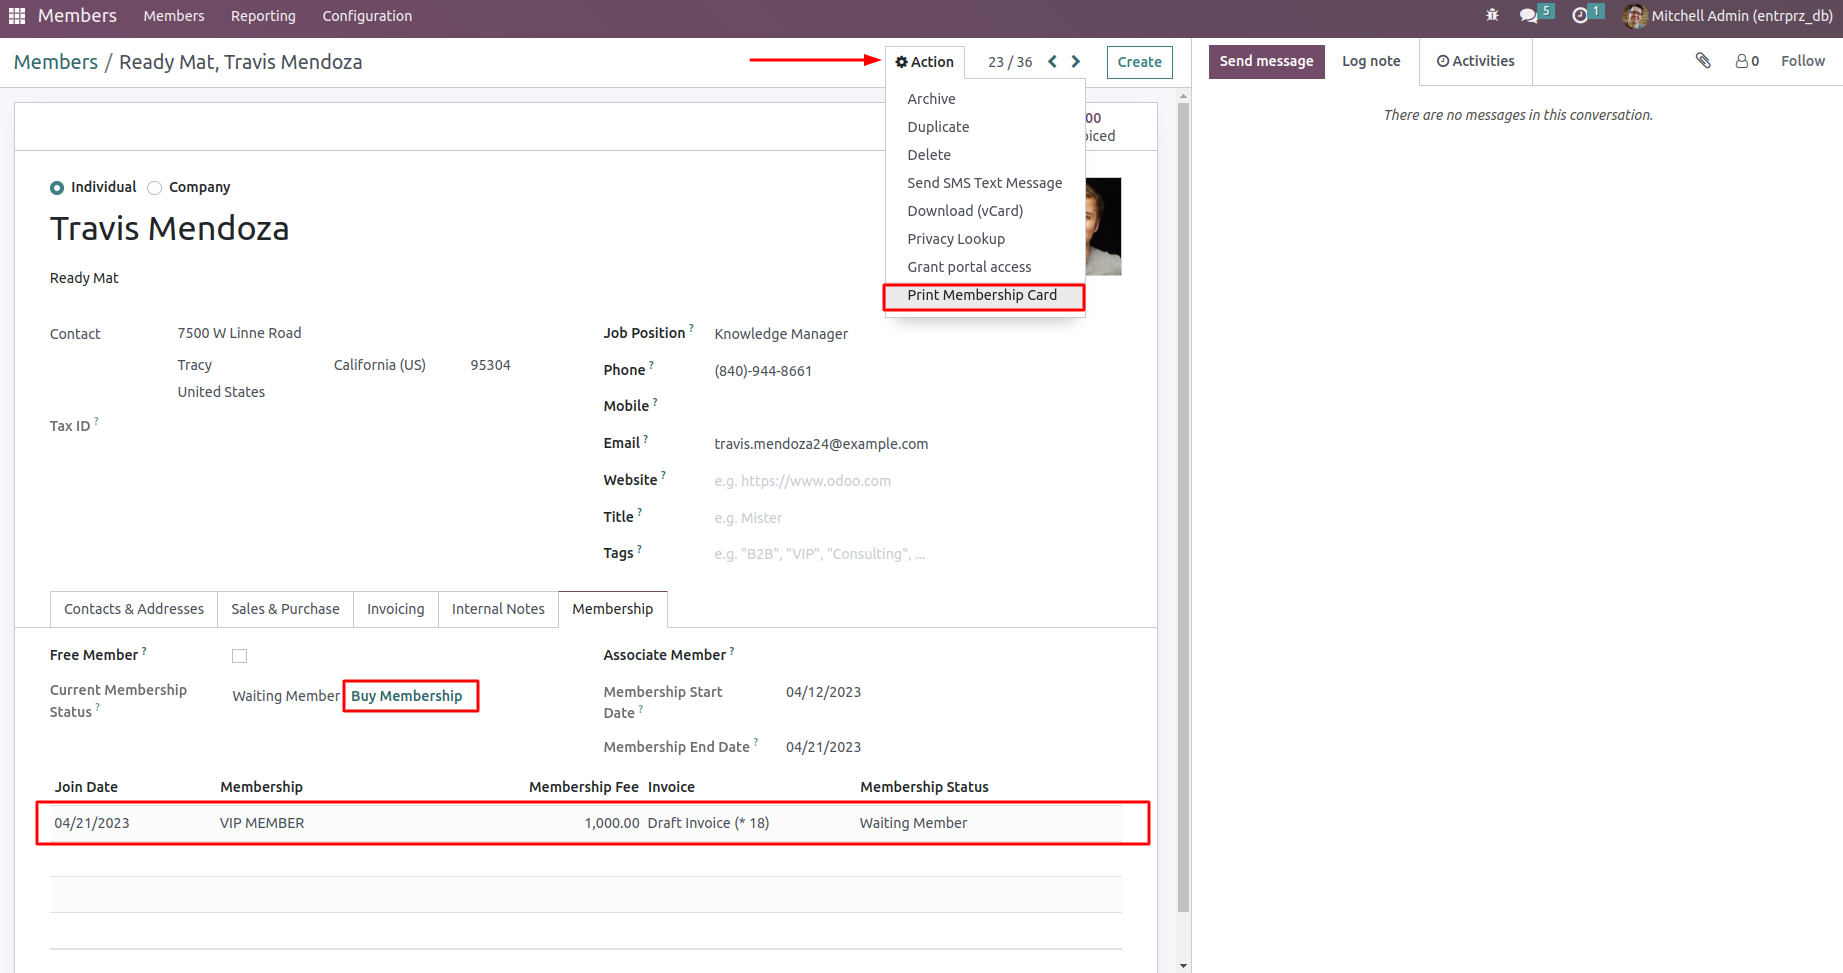 Members Members Reporting Configuration 5 1 Mitchell Admin (entrprz_db)
Members / Ready Mat, Travis Mendoza Action 23 / 36 Create Send message Log note Activities 0 Follow
Archive
Duplicate
Delete
Send SMS Text Message
Download (vCard)
Privacy Lookup
Grant portal access
Print Membership Card
00
There are no messages in this conversation.
Individual Company
Travis Mendoza
Ready Mat
Contact 7500 W Linne Road
Tracy California (US) 95304
United States
Tax ID ?
Job Position ? Knowledge Manager
Phone ? (840)-944-8661
Mobile ?
Email ? travis.mendoza24@example.com
Website ? e.g. https://www.odoo.com
Title ? e.g. Mister
Tags ? e.g. "B2B", "VIP", "Consulting", ...
Contacts & Addresses Sales & Purchase Invoicing Internal Notes Membership
Free Member ?
Current Membership
Status ? Waiting Member Buy Membership
Associate Member ?
Membership Start
Date ? 04/12/2023
Membership End Date ? 04/21/2023
Join Date Membership Membership Fee Invoice Membership Status
04/21/2023 VIP MEMBER 1,000.00 Draft Invoice (* 18) Waiting Member